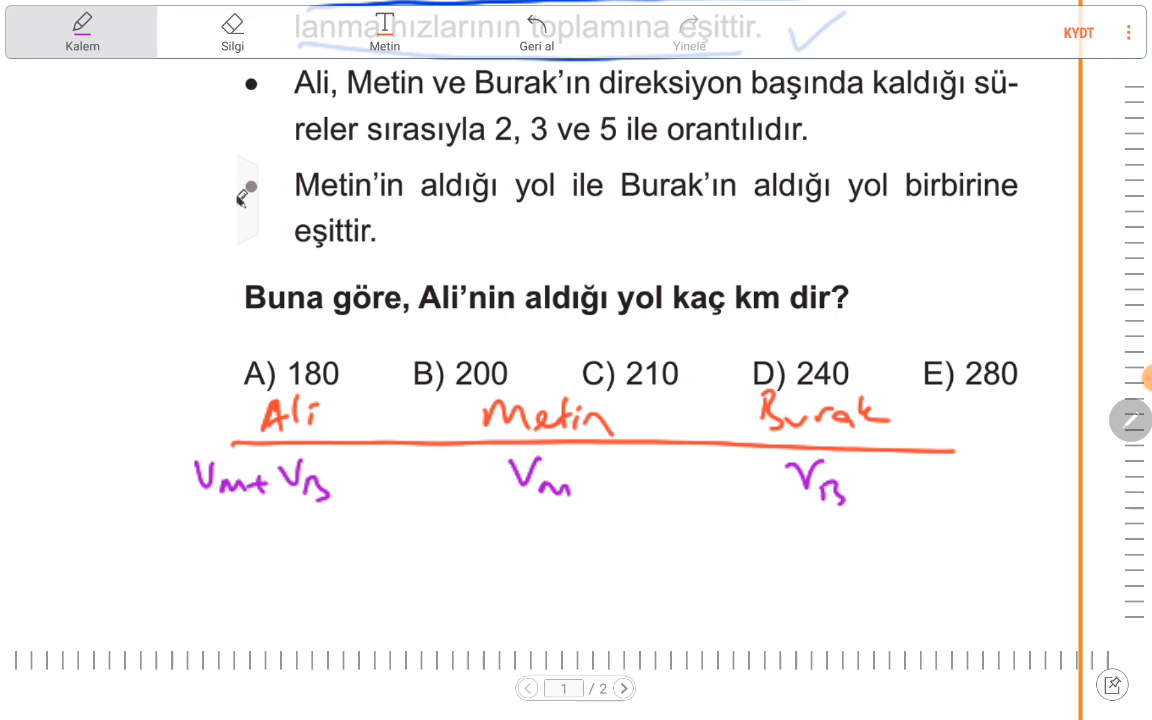 Kalem
Silgi
Metin
Geri al
Yinele
KYDT
lanma hızlarının toplamına eşittir.
• Ali, Metin ve Burak’ın direksiyon başında kaldığı sü-
reler sırasıyla 2, 3 ve 5 ile orantılıdır.
Metin’in aldığı yol ile Burak’ın aldığı yol birbirine
eşittir.
Buna göre, Ali’nin aldığı yol kaç km dir?
A) 180 B) 200 C) 210 D) 240 E) 280
Ali Metin Burak
VM+ VB VM VB
1 / 2